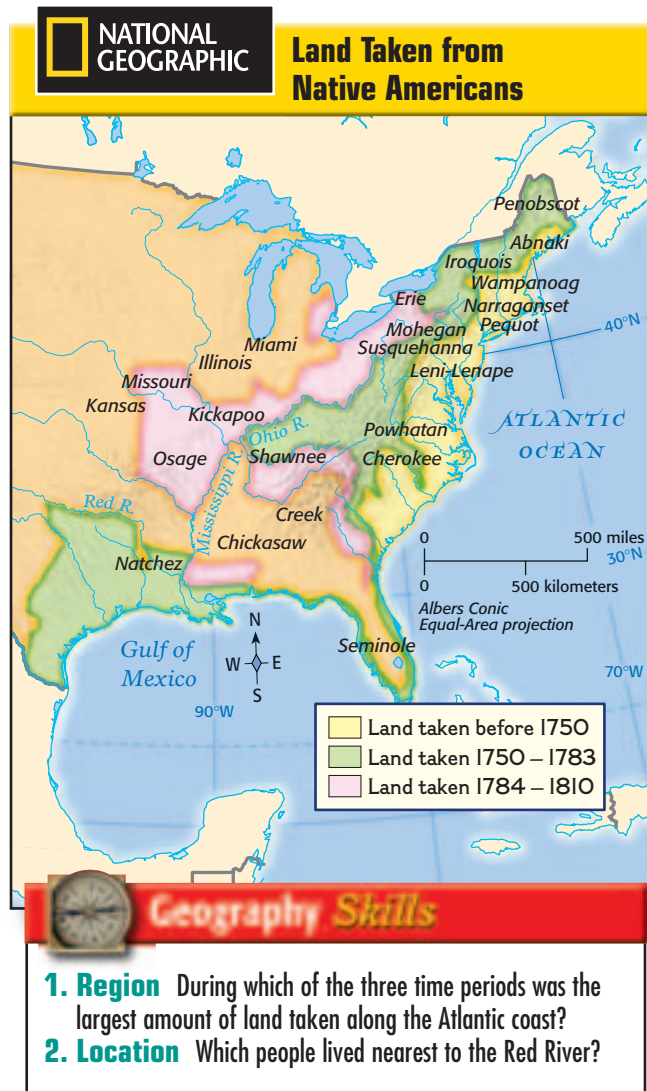 NATIONAL
GEOGRAPHIC
Land Taken from
Native Americans
Penobscot
Abnaki
Iroquois
Wampanoag
Erie
Narraganset
Mohegan
Pequot
40°N
Susquehanna
Miami
Illinois
Leni-Lenape
Missouri
Kansas
Kickapoo
Ohio R.
Powhatan
ATLANTIC
OCEAN
Osage
Mississippi R.
Shawnee
Cherokee
Red R.
Creek
Chickasaw
0 500 miles
30°N
Natchez
0 500 kilometers
Albers Conic
Equal-Area projection
N
W E
S
Gulf of
Mexico
Seminole
70°W
90°W
Land taken before 1750
Land taken 1750 – 1783
Land taken 1784 – 1810
Geography Skills
1. Region During which of the three time periods was the
largest amount of land taken along the Atlantic coast?
2. Location Which people lived nearest to the Red River?